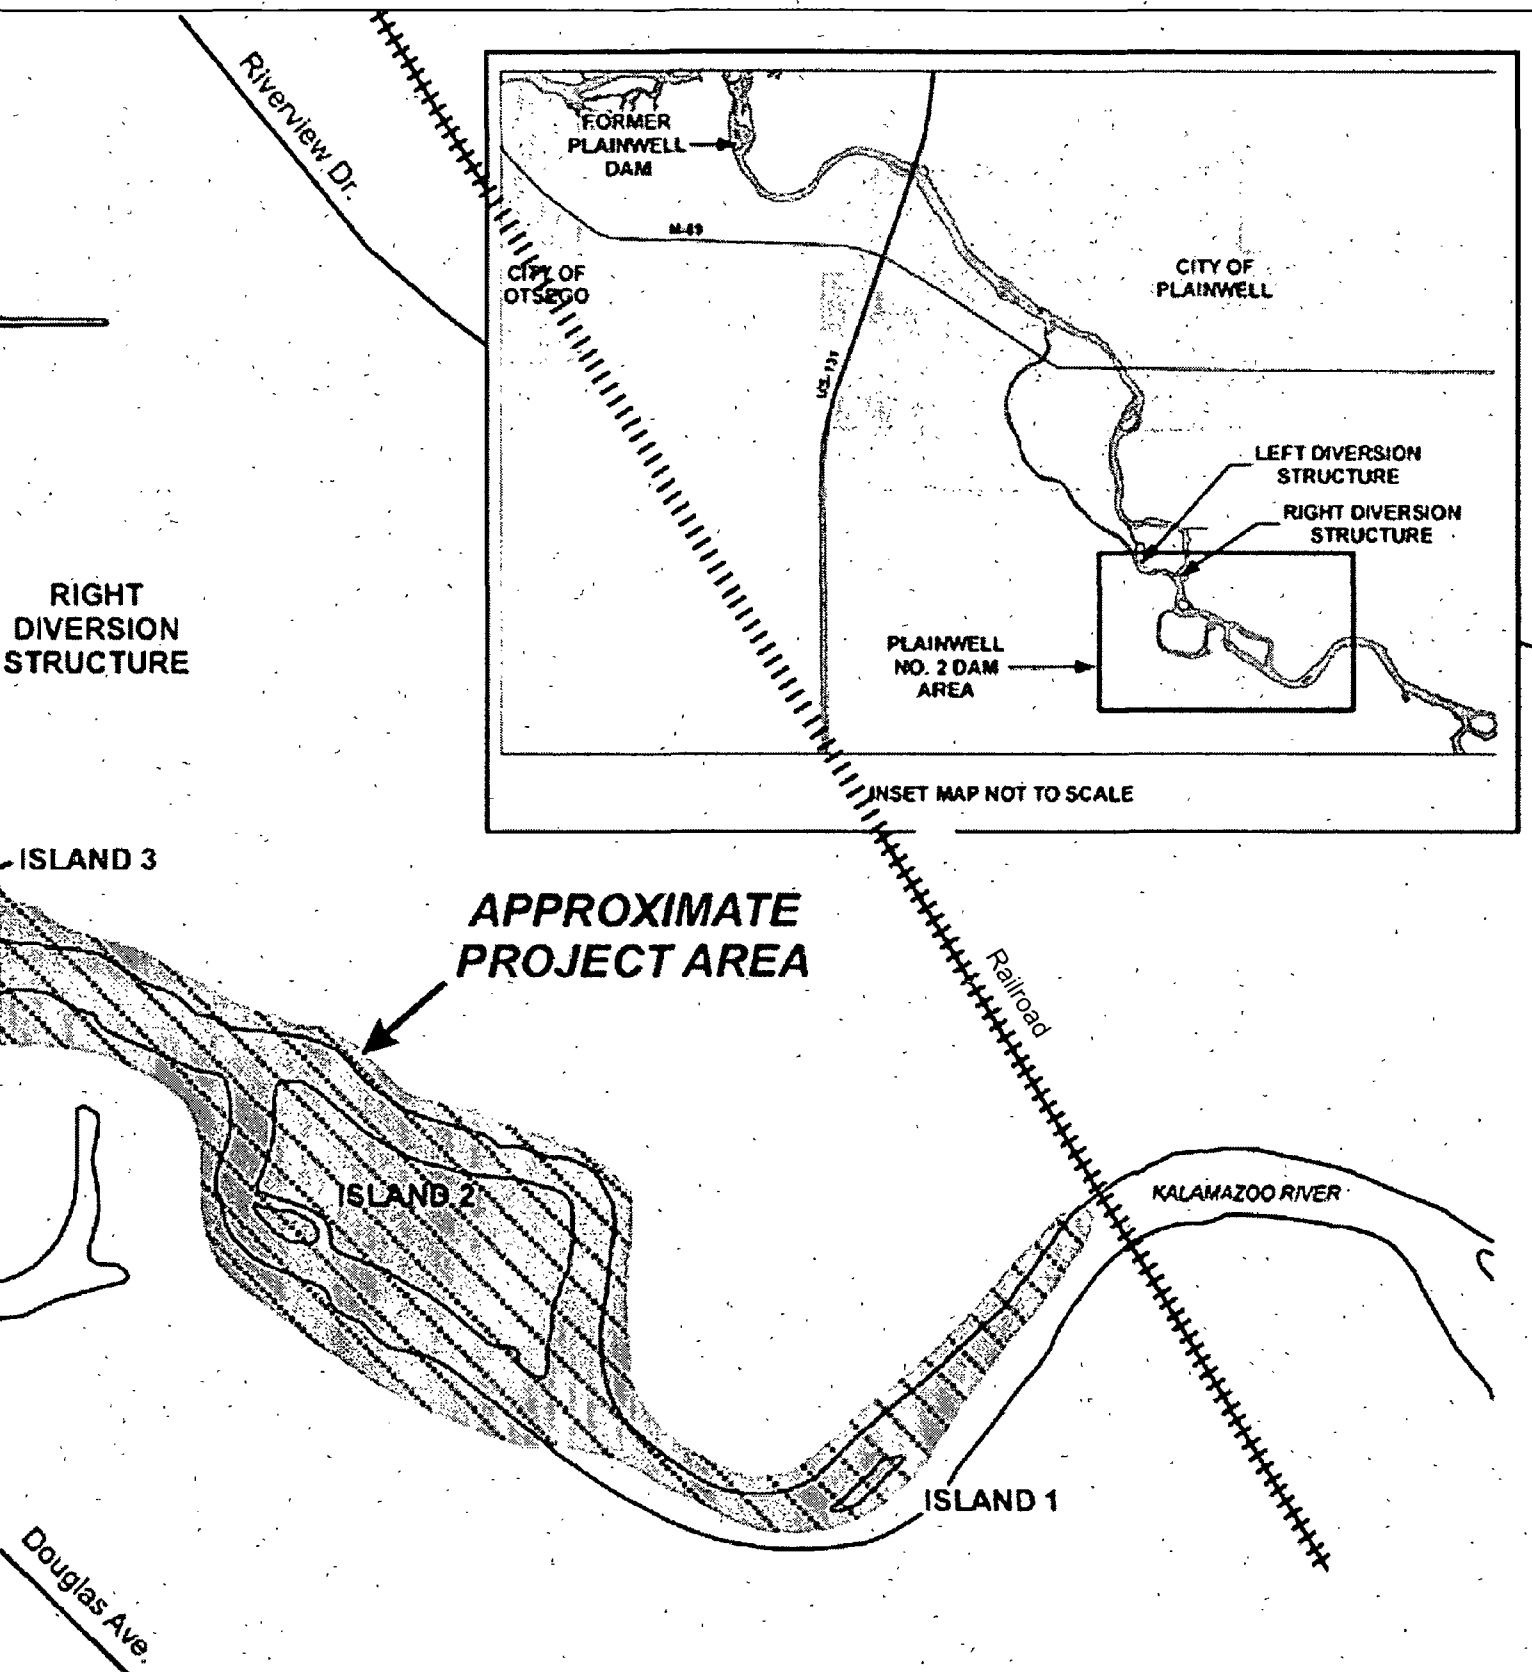 Riverview Dr.
FORMER
PLAINWELL
DAM
M-89
CITY OF
OTSEGO
CITY OF
PLAINWELL
US-131
LEFT DIVERSION
STRUCTURE
RIGHT DIVERSION
STRUCTURE
PLAINWELL
NO. 2 DAM
AREA
INSET MAP NOT TO SCALE
RIGHT
DIVERSION
STRUCTURE
ISLAND 3
APPROXIMATE
PROJECT AREA
Railroad
ISLAND 2
KALAMAZOO RIVER
ISLAND 1
Douglas Ave.